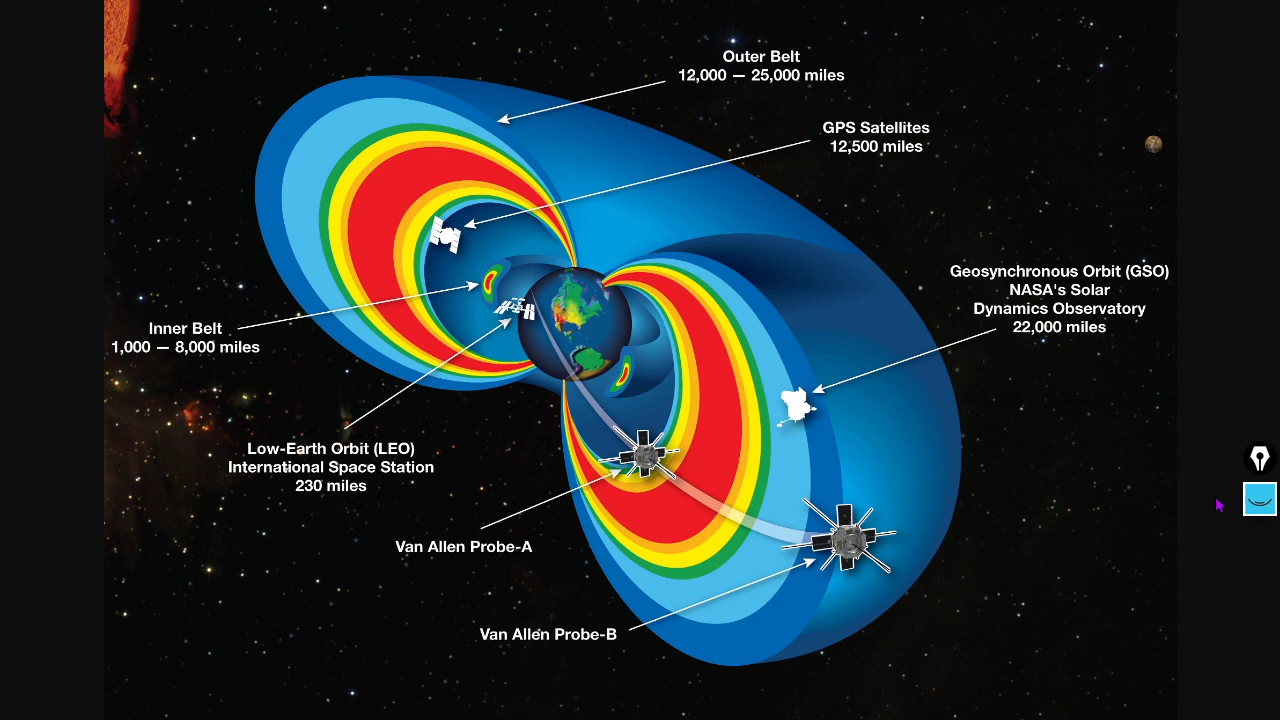 Outer Belt
12,000 — 25,000 miles
GPS Satellites
12,500 miles
Geosynchronous Orbit (GSO)
NASA's Solar
Dynamics Observatory
22,000 miles
Inner Belt
1,000 — 8,000 miles
Low-Earth Orbit (LEO)
International Space Station
230 miles
Van Allen Probe-A
Van Allen Probe-B